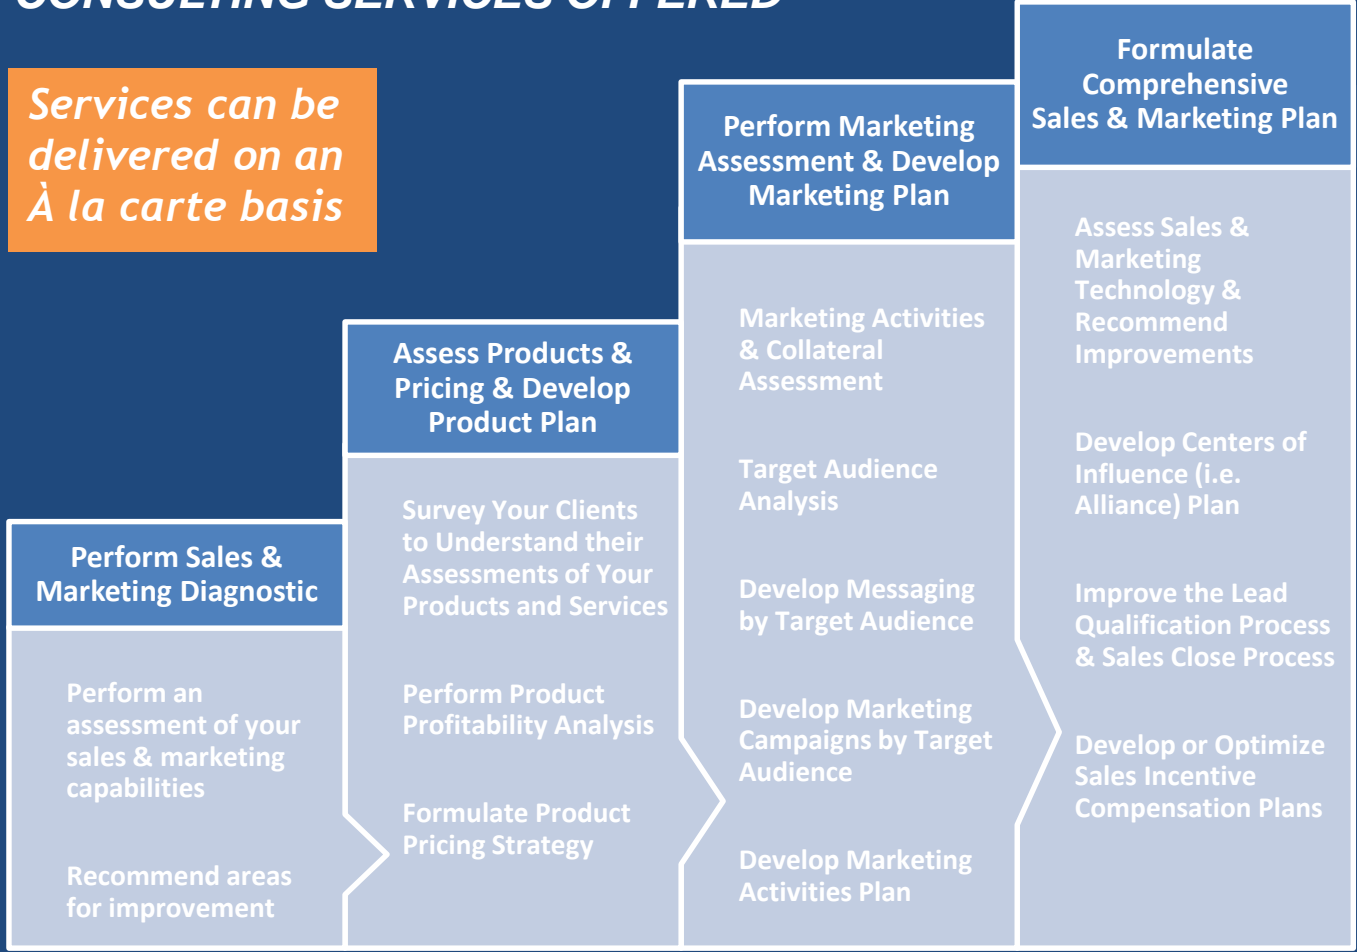 CONSULTING SERVICES OFFERED
Services can be
delivered on an
À la carte basis
Perform Sales &
Marketing Diagnostic
Perform an
assessment of your
sales & marketing
capabilities
Recommend areas
for improvement
Assess Products &
Pricing & Develop
Product Plan
Survey Your Clients
to Understand their
Assessments of Your
Products and Services
Perform Product
Profitability Analysis
Formulate Product
Pricing Strategy
Perform Marketing
Assessment & Develop
Marketing Plan
Marketing Activities
& Collateral
Assessment
Target Audience
Analysis
Develop Messaging
by Target Audience
Develop Marketing
Campaigns by Target
Audience
Develop Marketing
Activities Plan
Formulate
Comprehensive
Sales & Marketing Plan
Assess Sales &
Marketing
Technology &
Recommend
Improvements
Develop Centers of
Influence (i.e.
Alliance) Plan
Improve the Lead
Qualification Process
& Sales Close Process
Develop or Optimize
Sales Incentive
Compensation Plans